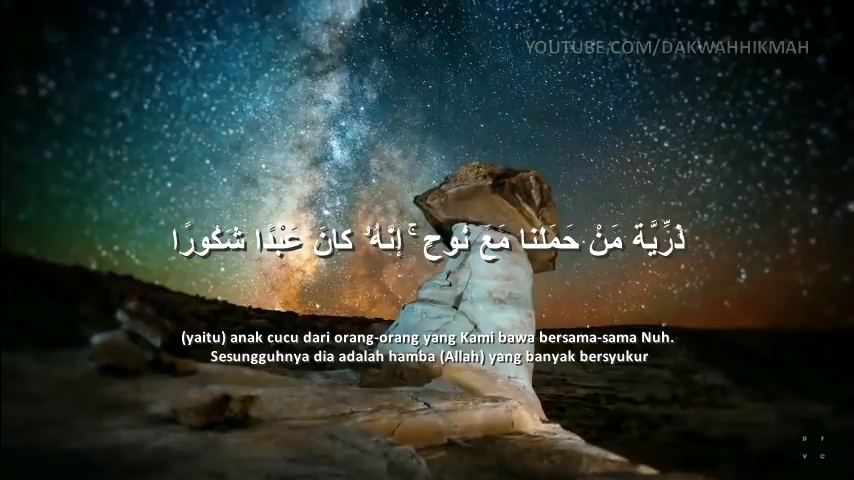 YOUTUBE.COM/DAKWAHHIKMAH
ذُرِّيَّةَ مَنْ حَمَلْنَا مَعَ نُوحٍ ۚ إِنَّهُ كَانَ عَبْدًا شَكُورًا
(yaitu) anak cucu dari orang-orang yang Kami bawa bersama-sama Nuh.
Sesungguhnya dia adalah hamba (Allah) yang banyak bersyukur
D F
V C